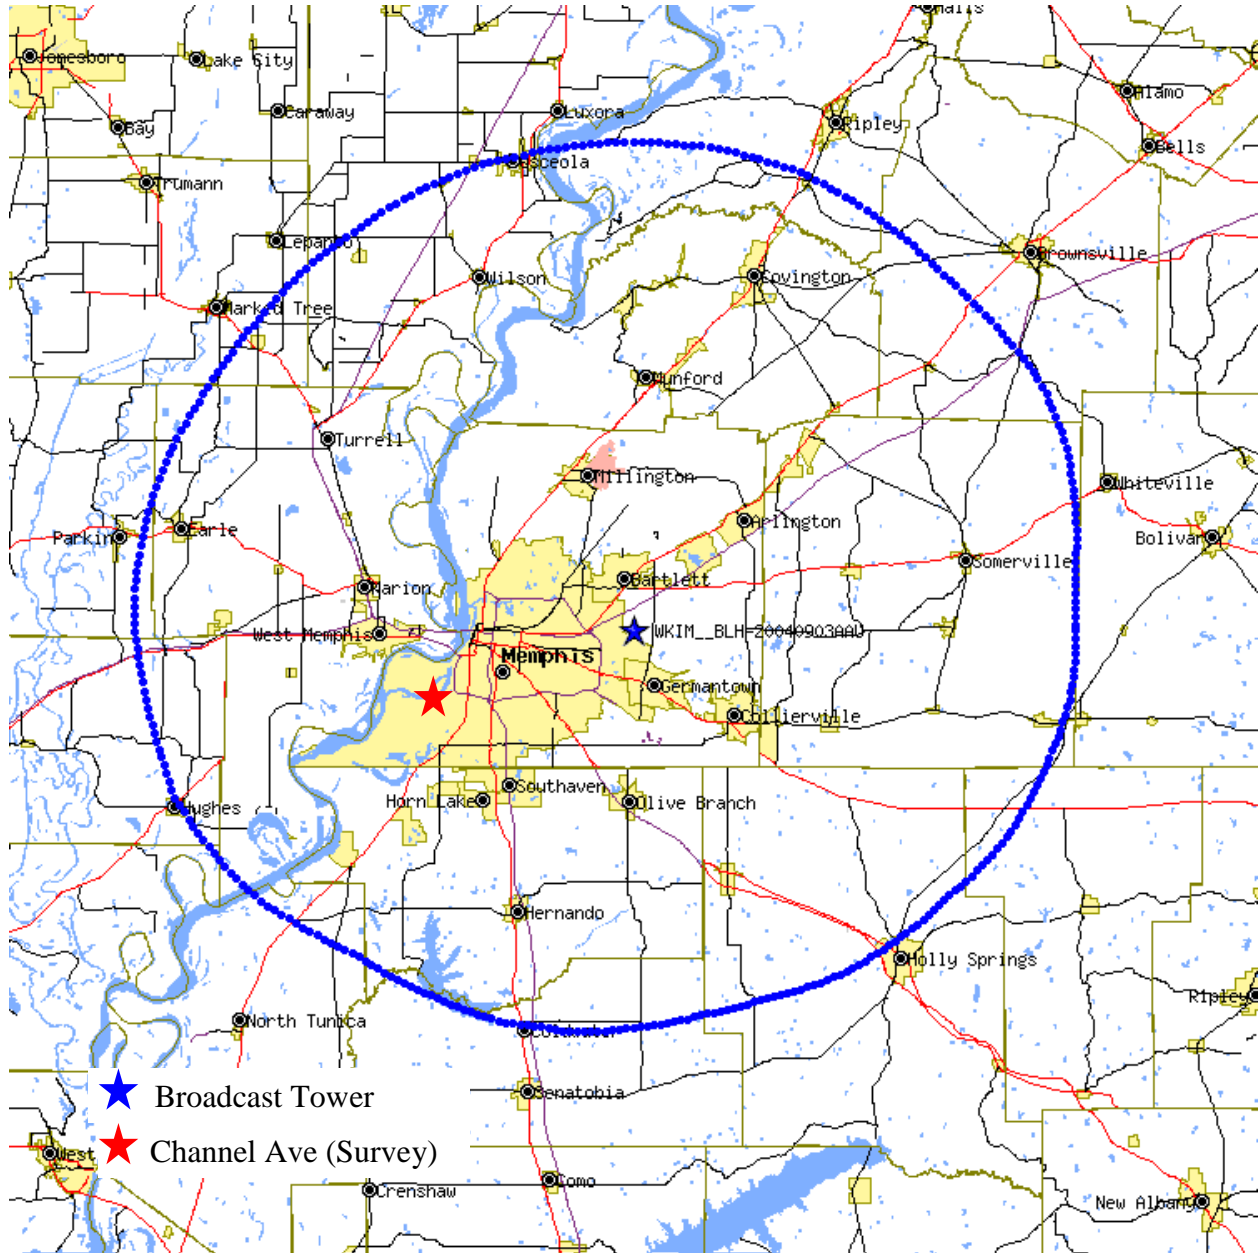 Halls
Jonesboro
Lake City
Alamo
Caraway
Luxora
Ripley
Bay
Bells
Osceola
Trumann
Lepanto
Brownsville
Wilson
Covington
Marked Tree
Munford
Turrell
Millington
Whiteville
Arlington
Earle
Parkin
Bolivar
Somerville
Bartlett
Marion
West Memphis
WKIM__BLH-20040903AAU
Memphis
Germantown
Collierville
Southaven
Horn Lake
Olive Branch
Hughes
Hernando
Holly Springs
Ripley
North Tunica
Coldwater
Senatobia
Broadcast Tower
Channel Ave (Survey)
West
Como
Crenshaw
New Albany